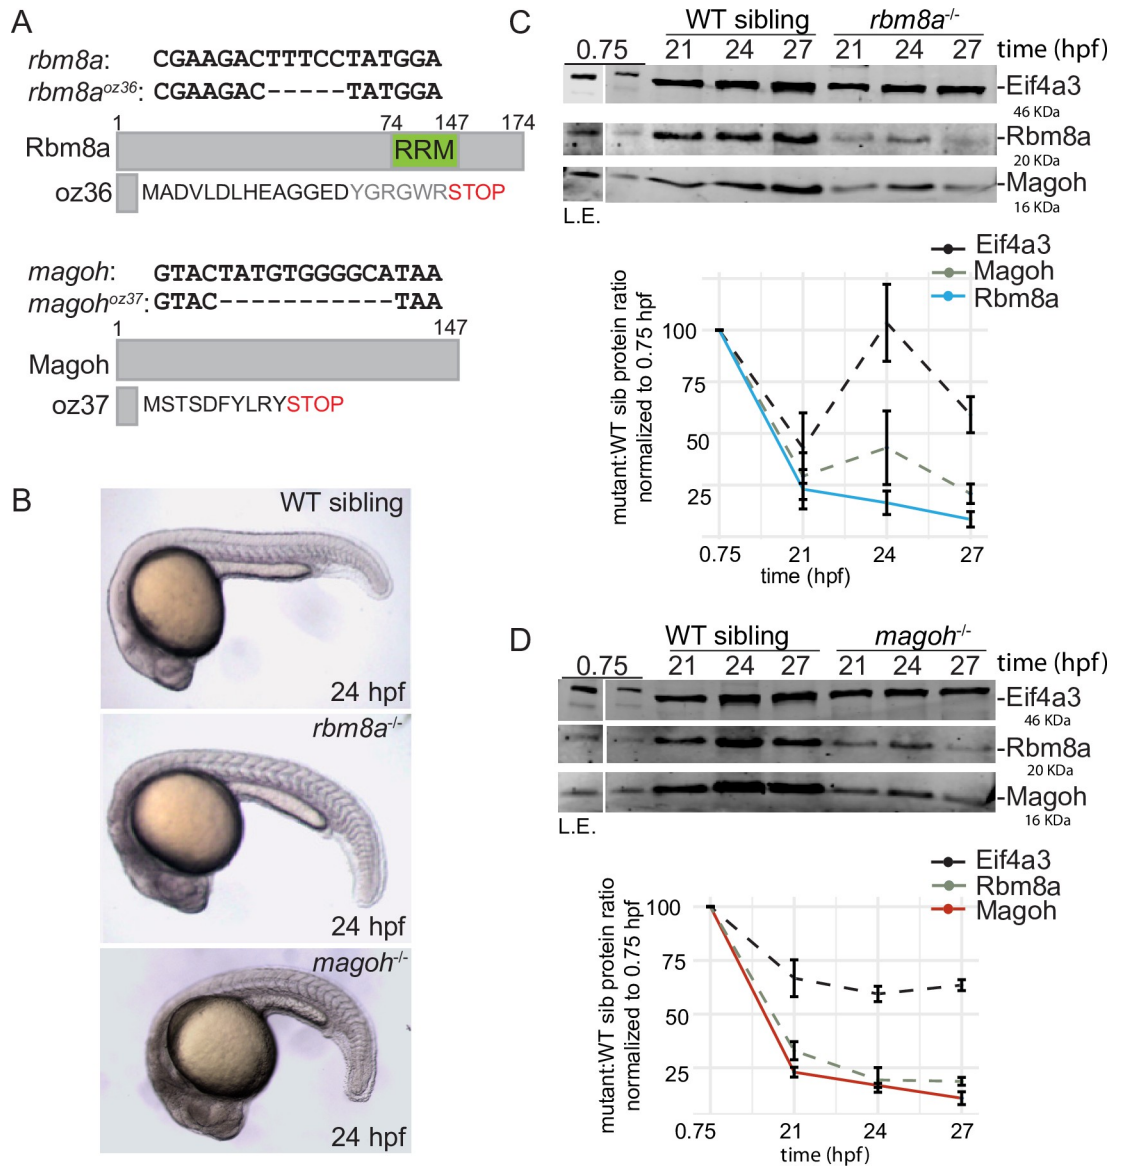 A
rbm8a: CGAAGACTTTCCTATGGA
rbm8a^oz36: CGAAGAC-----TATGGA
1 74 147 174
Rbm8a RRM
oz36 MADVLDLHEAGGEDYGRGWRSTOP
magoh: GTACTATGTGGGGCATAA
magoh^oz37: GTAC-----------TAA
1 147
Magoh
oz37 MSTSDFYLRYSTOP
B
WT sibling
24 hpf
rbm8a-/-
24 hpf
magoh-/-
24 hpf
C
WT sibling rbm8a-/-
0.75 21 24 27 21 24 27 time (hpf)
-Eif4a3
46 KDa
-Rbm8a
20 KDa
-Magoh
16 KDa
L.E.
Eif4a3
Magoh
Rbm8a
mutant:WT sib protein ratio
normalized to 0.75 hpf
100
75
50
25
0.75 21 24 27
time (hpf)
D
WT sibling magoh-/-
0.75 21 24 27 21 24 27 time (hpf)
-Eif4a3
46 KDa
-Rbm8a
20 KDa
-Magoh
16 KDa
L.E.
Eif4a3
Rbm8a
Magoh
mutant:WT sib protein ratio
normalized to 0.75 hpf
100
75
50
25
0.75 21 24 27
time (hpf)